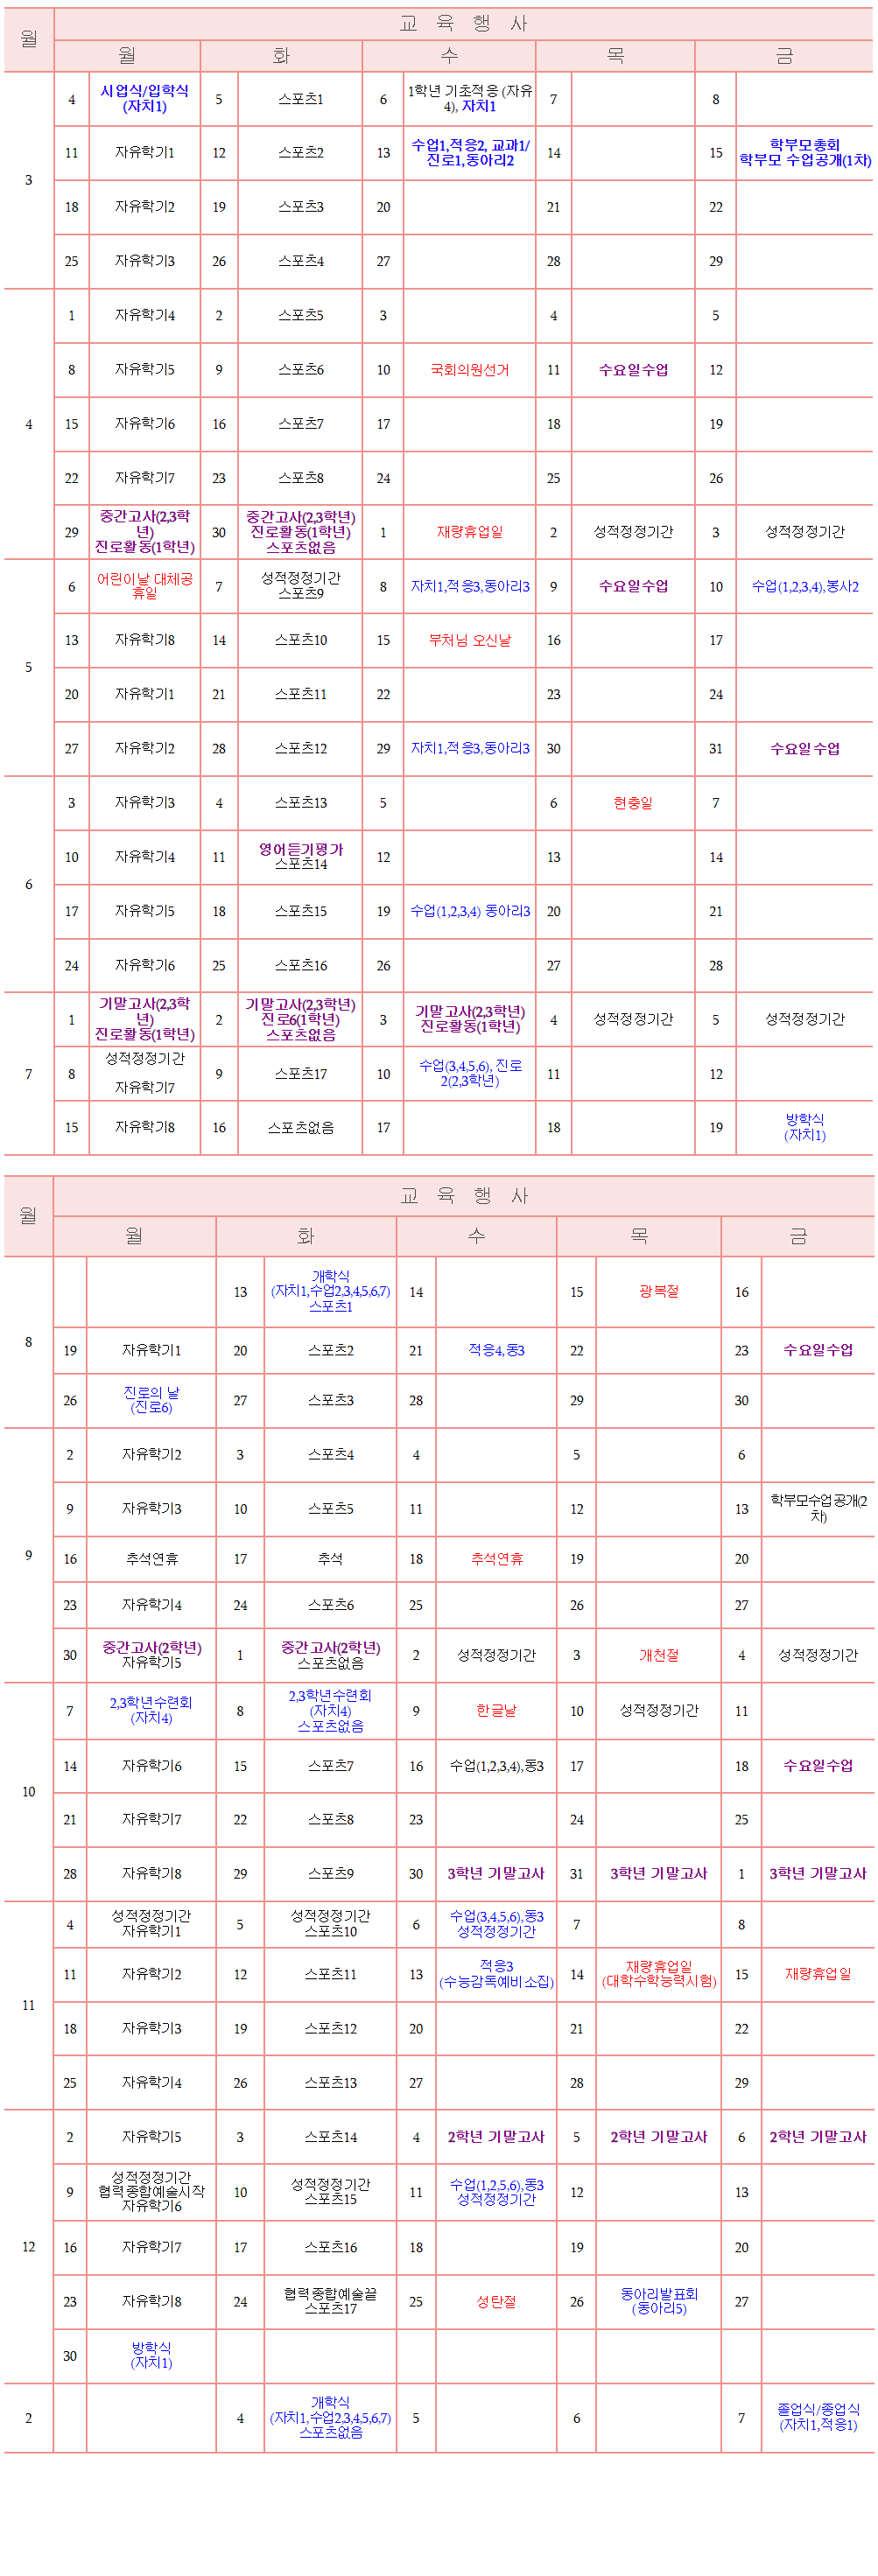 월
교 육 행 사
월 화 수 목 금
3
4 시업식/입학식 5 스포츠1 6 1학년 기초적응 (자유 7 8
(자치1) 4), 자치1
11 자유학기1 12 스포츠2 13 수업1,적응2, 교과1/ 14 15 학부모총회
진로1,동아리2 학부모 수업공개(1차)
18 자유학기2 19 스포츠3 20 21 22
25 자유학기3 26 스포츠4 27 28 29
4
1 자유학기4 2 스포츠5 3 4 5
8 자유학기5 9 스포츠6 10 국회의원선거 11 수요일수업 12
15 자유학기6 16 스포츠7 17 18 19
22 자유학기7 23 스포츠8 24 25 26
중간고사(2,3학 중간고사(2,3학년)
29 년) 30 진로활동(1학년) 1 재량휴업일 2 성적정정기간 3 성적정정기간
진로활동(1학년) 스포츠없음
5
6 어린이날 대체공 7 성적정정기간 8 자치1,적응3,동아리3 9 수요일수업 10 수업(1,2,3,4),봉사2
휴일 스포츠9
13 자유학기8 14 스포츠10 15 부처님 오신날 16 17
20 자유학기1 21 스포츠11 22 23 24
27 자유학기2 28 스포츠12 29 자치1,적응3,동아리3 30 31 수요일수업
6
3 자유학기3 4 스포츠13 5 6 현충일 7
10 자유학기4 11 영어듣기평가 12 13 14
스포츠14
17 자유학기5 18 스포츠15 19 수업(1,2,3,4) 동아리3 20 21
24 자유학기6 25 스포츠16 26 27 28
7
기말고사(2,3학 기말고사(2,3학년) 기말고사(2,3학년)
1 년) 2 진로6(1학년) 3 진로활동(1학년) 4 성적정정기간 5 성적정정기간
진로활동(1학년) 스포츠없음
8 성적정정기간 9 스포츠17 10 수업(3,4,5,6), 진로 11 12
자유학기7 2(2,3학년)
15 자유학기8 16 스포츠없음 17 18 19 방학식
(자치1)
월
교 육 행 사
월 화 수 목 금
8
개학식
13 (자치1,수업2,3,4,5,6,7) 14 15 광복절 16
스포츠1
19 자유학기1 20 스포츠2 21 적응4,동3 22 23 수요일수업
26 진로의 날 27 스포츠3 28 29 30
(진로6)
9
2 자유학기2 3 스포츠4 4 5 6
9 자유학기3 10 스포츠5 11 12 13 학부모수업공개(2
차)
16 추석연휴 17 추석 18 추석연휴 19 20
23 자유학기4 24 스포츠6 25 26 27
30 중간고사(2학년) 1 중간고사(2학년) 2 성적정정기간 3 개천절 4 성적정정기간
자유학기5 스포츠없음
10
7 2,3학년수련회 8 2,3학년수련회 9 한글날 10 성적정정기간 11
(자치4) (자치4)
스포츠없음
14 자유학기6 15 스포츠7 16 수업(1,2,3,4),동3 17 18 수요일수업
21 자유학기7 22 스포츠8 23 24 25
28 자유학기8 29 스포츠9 30 3학년 기말고사 31 3학년 기말고사 1 3학년 기말고사
11
4 성적정정기간 5 성적정정기간 6 수업(3,4,5,6),동3 7 8
자유학기1 스포츠10 성적정정기간
11 자유학기2 12 스포츠11 13 적응3 14 재량휴업일 15 재량휴업일
(수능감독예비소집) (대학수학능력시험)
18 자유학기3 19 스포츠12 20 21 22
25 자유학기4 26 스포츠13 27 28 29
12
2 자유학기5 3 스포츠14 4 2학년 기말고사 5 2학년 기말고사 6 2학년 기말고사
성적정정기간
9 협력종합예술시작 10 성적정정기간 11 수업(1,2,5,6),동3 12 13
자유학기6 스포츠15 성적정정기간
16 자유학기7 17 스포츠16 18 19 20
23 자유학기8 24 협력종합예술끝 25 성탄절 26 동아리발표회 27
스포츠17 (동아리5)
30 방학식
(자치1)
2
개학식
4 (자치1,수업2,3,4,5,6,7) 5 6 7 졸업식/종업식
스포츠없음 (자치1,적응1)